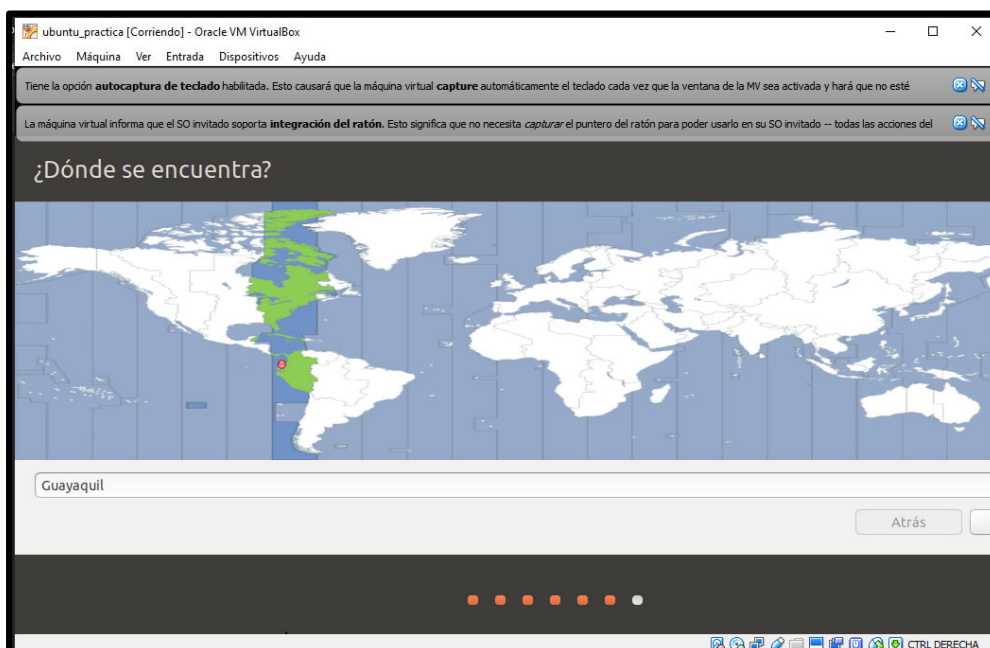 ubuntu_practica [Corriendo] - Oracle VM VirtualBox
Archivo Máquina Ver Entrada Dispositivos Ayuda
Tiene la opción autocaptura de teclado habilitada. Esto causará que la máquina virtual capture automáticamente el teclado cada vez que la ventana de la MV sea activada y hará que no esté
La máquina virtual informa que el SO invitado soporta integración del ratón. Esto significa que no necesita capturar el puntero del ratón para poder usarlo en su SO invitado -- todas las acciones del
¿Dónde se encuentra?
Guayaquil
Atrás
CTRL DERECHA